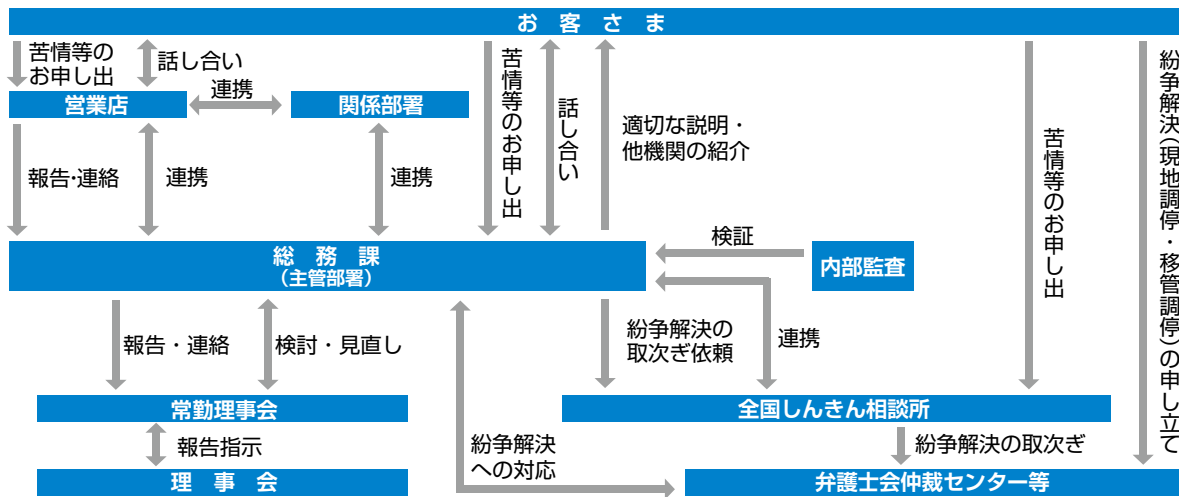 お客さま
苦情等の
お申し出
話し合い
営業店
連携
関係部署
報告・連絡
連携
連携
苦情等のお申し出
話し合い
適切な説明・
他機関の紹介
苦情等のお申し出
紛争解決(現地調停・移管調停)の申し立て
総務課
(主管部署)
検証
内部監査
報告・連絡
検討・見直し
紛争解決の
取次ぎ依頼
連携
常勤理事会
全国しんきん相談所
報告指示
紛争解決
への対応
紛争解決の取次ぎ
理事会
弁護士会仲裁センター等